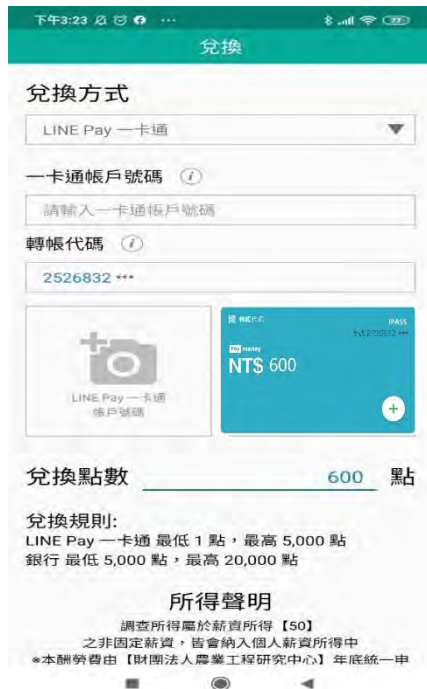 下午3:23
兌換
兌換方式
LINE Pay 一卡通
一卡通帳戶號碼
請輸入一卡通帳戶號碼
轉帳代碼
2526832 ***
LINE Pay 一卡通
帳戶號碼
IPASS
Pay money
NT$ 600
兌換點數 600 點
兌換規則:
LINE Pay 一卡通 最低 1 點，最高 5,000 點
銀行 最低 5,000 點，最高 20,000 點
所得聲明
調查所得屬於薪資所得【50】
之非固定薪資，皆會納入個人薪資所得中
*本酬勞費由【財團法人農業工程研究中心】年底統一申